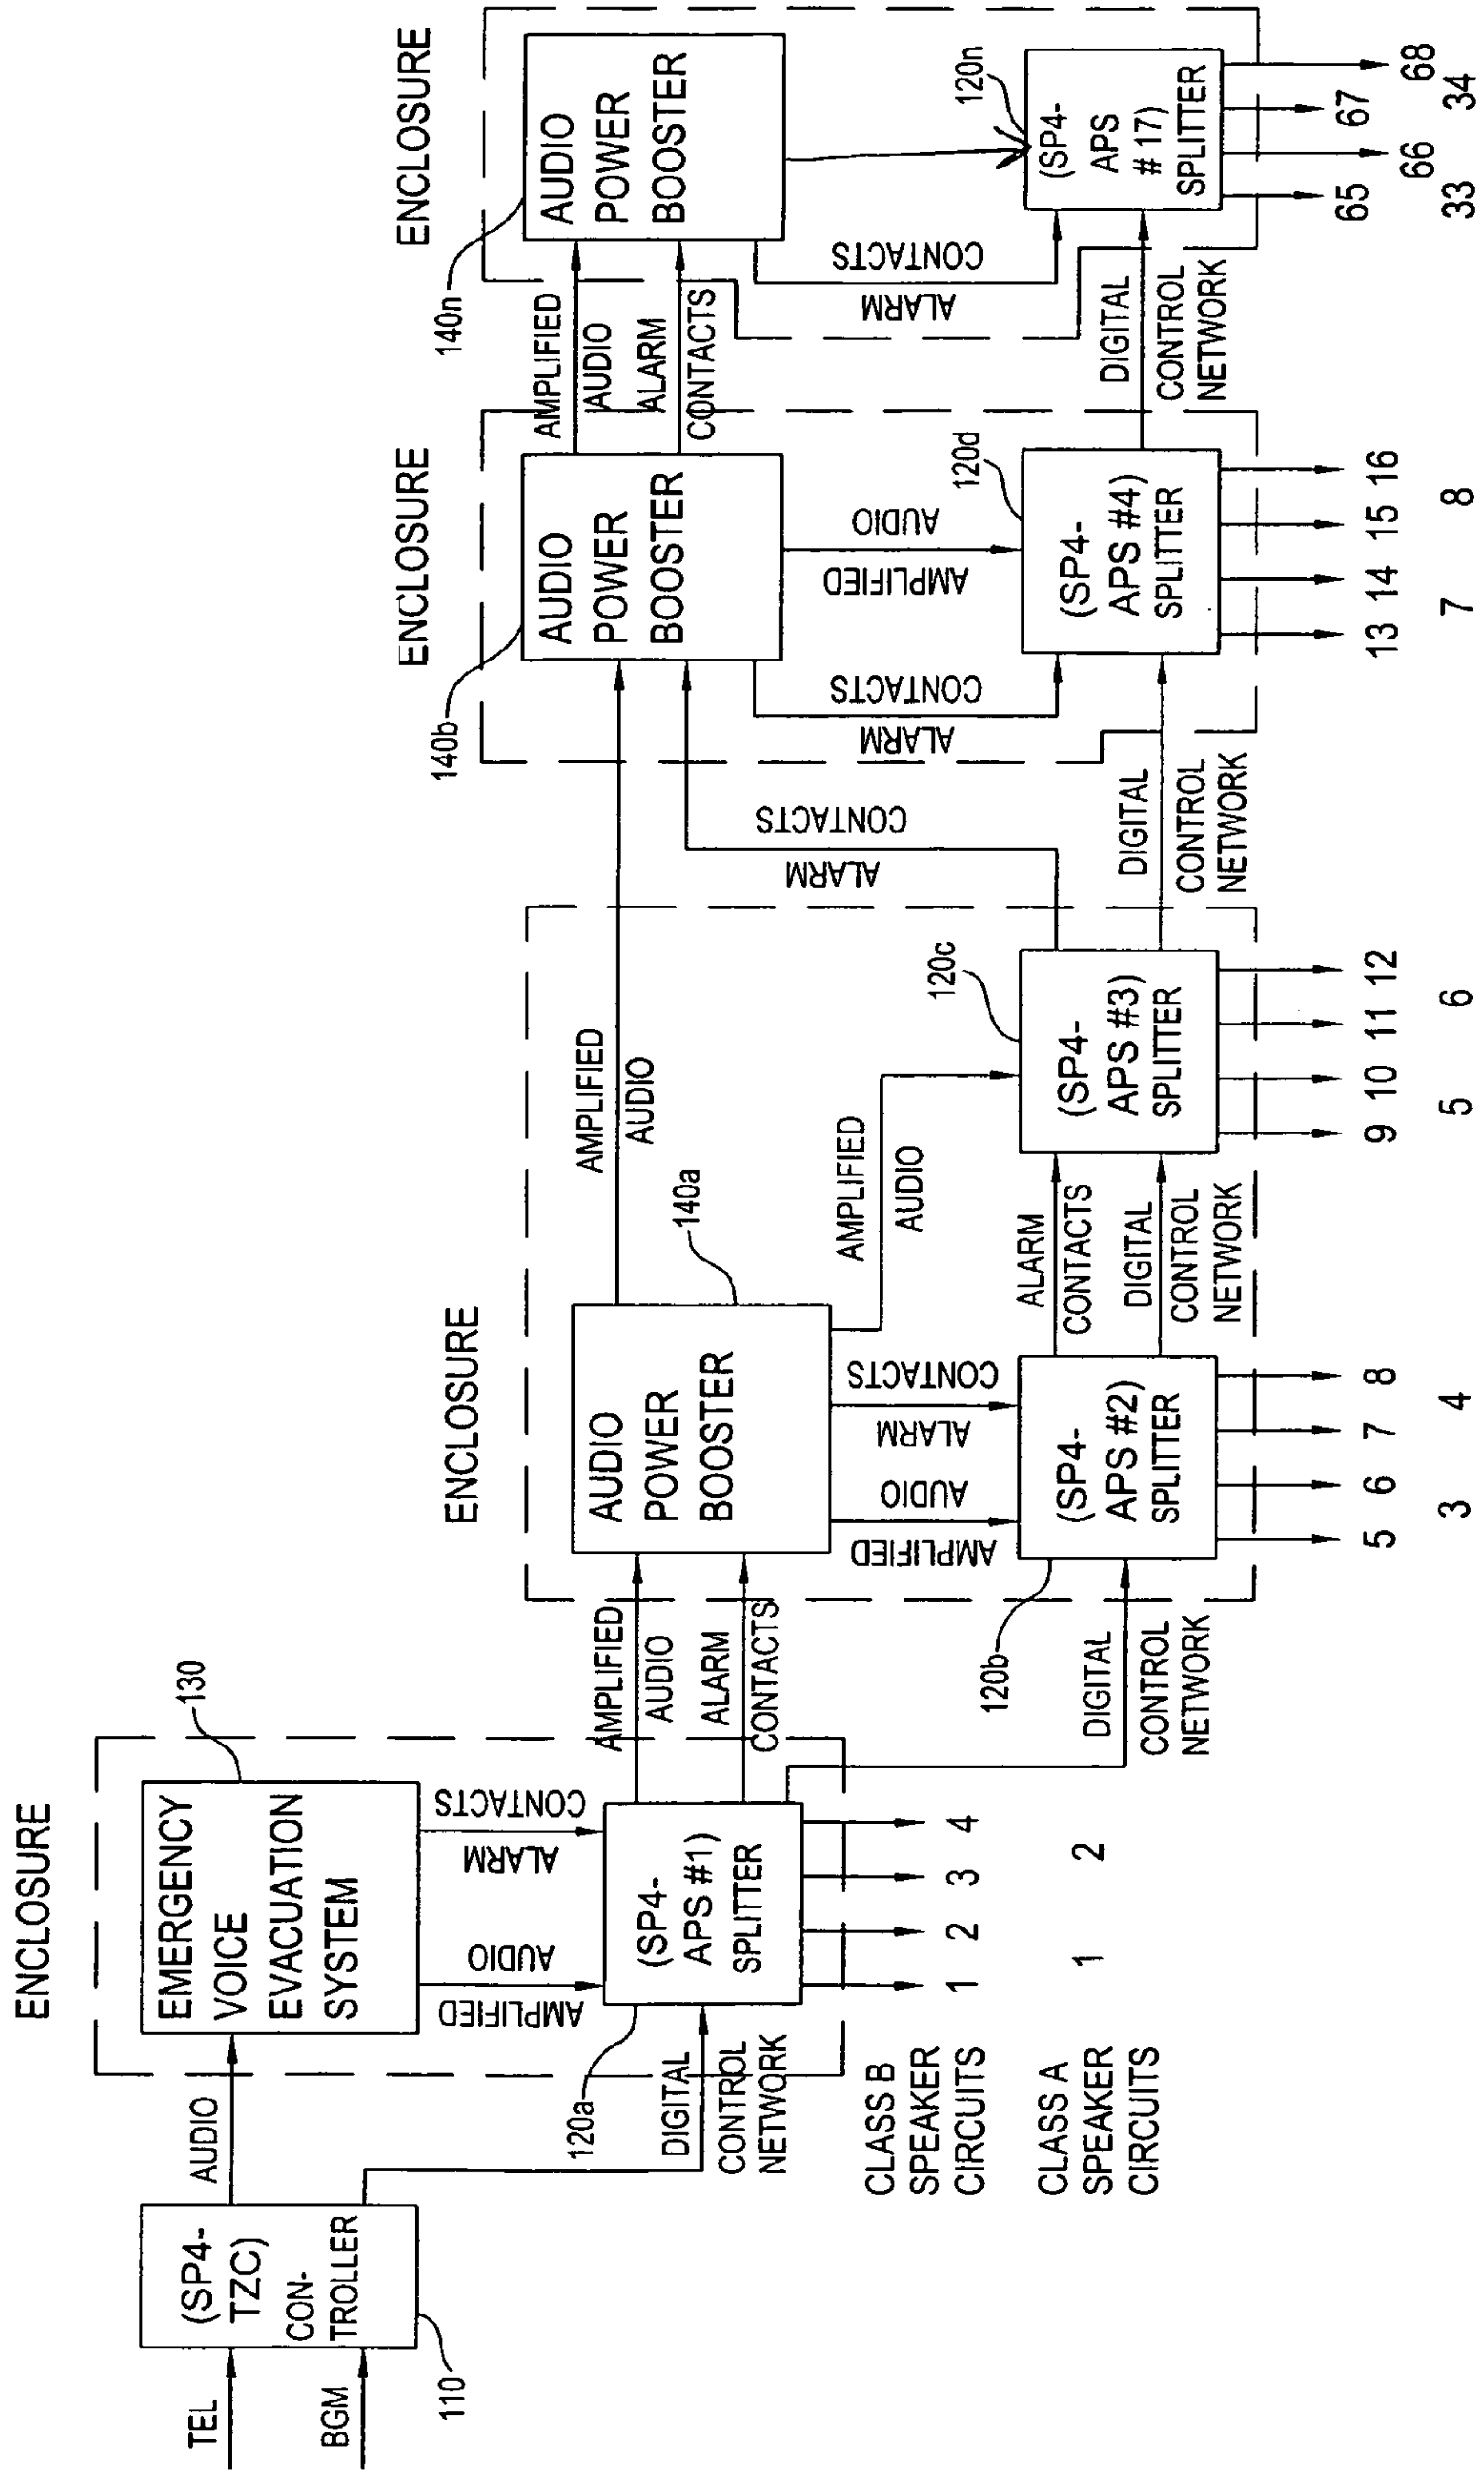 TEL
BGM
(SP4-
TZC)
CON-
TROLLER
110
AUDIO
DIGITAL
CONTROL
NETWORK
ENCLOSURE
EMERGENCY
VOICE
EVACUATION
SYSTEM
130
AMPLIFIED
AUDIO
ALARM
CONTACTS
120a
(SP4-
APS #1)
SPLITTER
1 2 3 4
1 2
CLASS B
SPEAKER
CIRCUITS
CLASS A
SPEAKER
CIRCUITS
AMPLIFIED
AUDIO
ALARM
CONTACTS
DIGITAL
CONTROL
NETWORK
ENCLOSURE
AUDIO
POWER
BOOSTER
140a
AMPLIFIED
AUDIO
ALARM
CONTACTS
AMPLIFIED
AUDIO
120b
(SP4-
APS #2)
SPLITTER
5 6 7 8
3 4
ALARM
CONTACTS
DIGITAL
CONTROL
NETWORK
120c
(SP4-
APS #3)
SPLITTER
9 10 11 12
5 6
AMPLIFIED
AUDIO
ALARM
CONTACTS
DIGITAL
CONTROL
NETWORK
ENCLOSURE
140b
AUDIO
POWER
BOOSTER
ALARM
CONTACTS
AMPLIFIED
AUDIO
120d
(SP4-
APS #4)
SPLITTER
13 14 15 16
7 8
AMPLIFIED
AUDIO
ALARM
CONTACTS
DIGITAL
CONTROL
NETWORK
ENCLOSURE
140n
AUDIO
POWER
BOOSTER
ALARM
CONTACTS
120n
(SP4-
APS
# 17)
SPLITTER
65 66 67 68
33 34